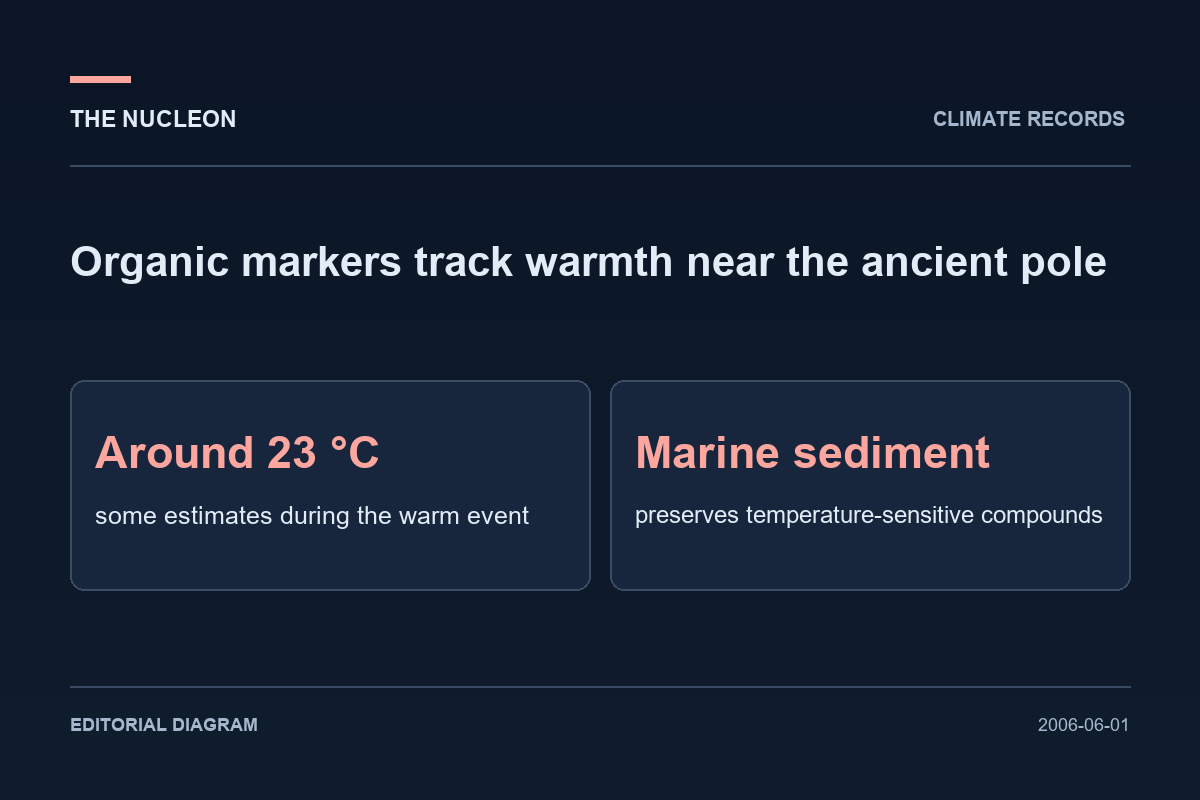 THE NUCLEON
CLIMATE RECORDS
Organic markers track warmth near the ancient pole
Around 23 °C
some estimates during the warm event
Marine sediment
preserves temperature-sensitive compounds
EDITORIAL DIAGRAM
2006-06-01